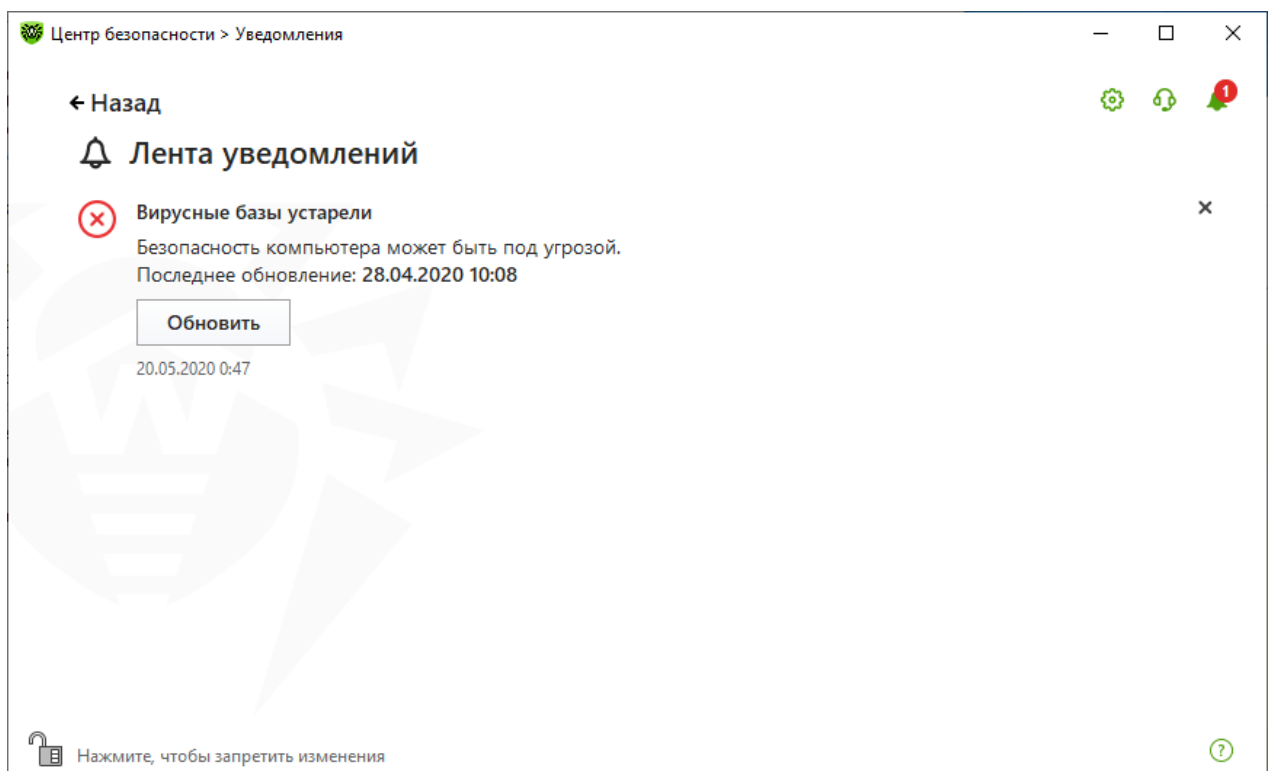 Центр безопасности > Уведомления
Назад
1
Лента уведомлений
Вирусные базы устарели
Безопасность компьютера может быть под угрозой.
Последнее обновление: 28.04.2020 10:08
Обновить
20.05.2020 0:47
Нажмите, чтобы запретить изменения
?